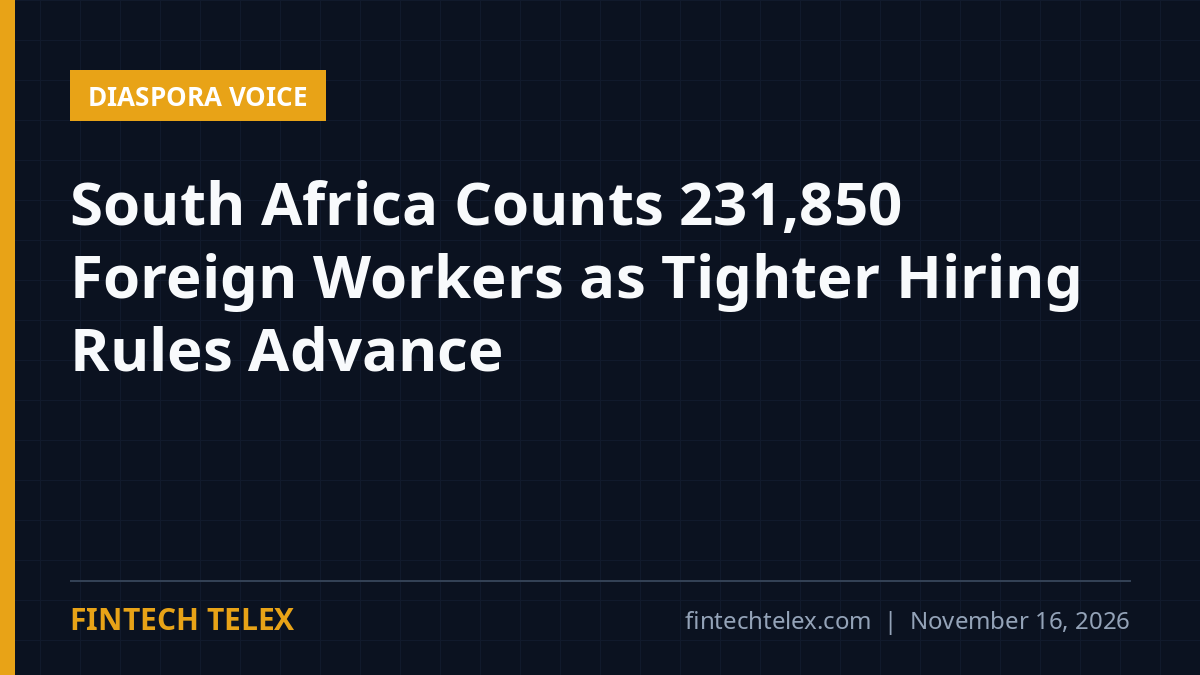 DIASPORA VOICE
South Africa Counts 231,850
Foreign Workers as Tighter Hiring
Rules Advance
FINTECH TELEX
fintechtelex.com | November 16, 2026